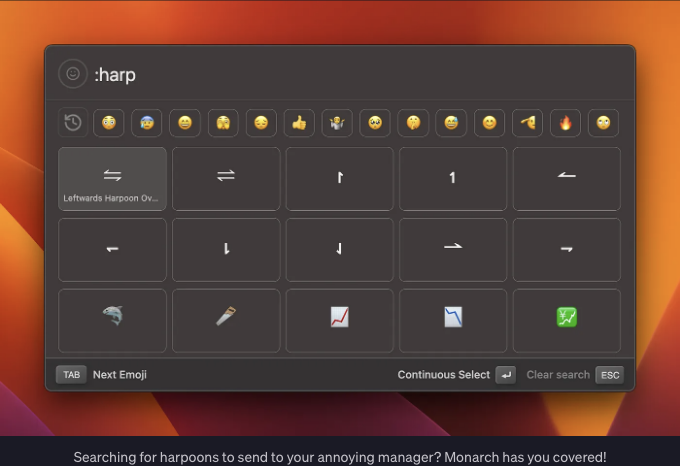 :harp
Leftwards Harpoon Ov...
TAB Next Emoji Continuous Select Clear search ESC
Searching for harpoons to send to your annoying manager? Monarch has you covered!